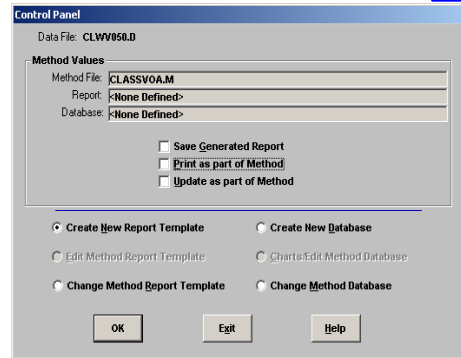 Control Panel
Data File: CLWV050.D
Method Values
Method File: CLASSVOA.M
Report: <None Defined>
Database: <None Defined>
Save Generated Report
Print as part of Method
Update as part of Method
Create New Report Template Create New Database
Edit Method Report Template Charts/Edit Method Database
Change Method Report Template Change Method Database
OK Exit Help